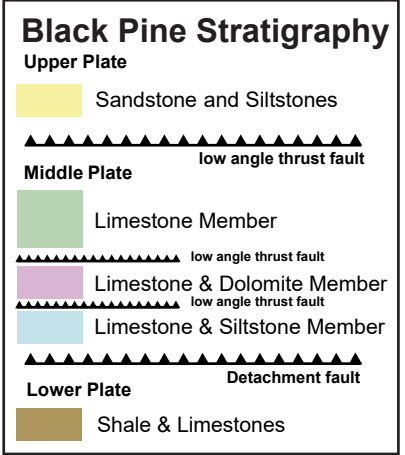 Black Pine Stratigraphy
Upper Plate
Sandstone and Siltstones
low angle thrust fault
Middle Plate
Limestone Member
low angle thrust fault
Limestone & Dolomite Member
low angle thrust fault
Limestone & Siltstone Member
Detachment fault
Lower Plate
Shale & Limestones